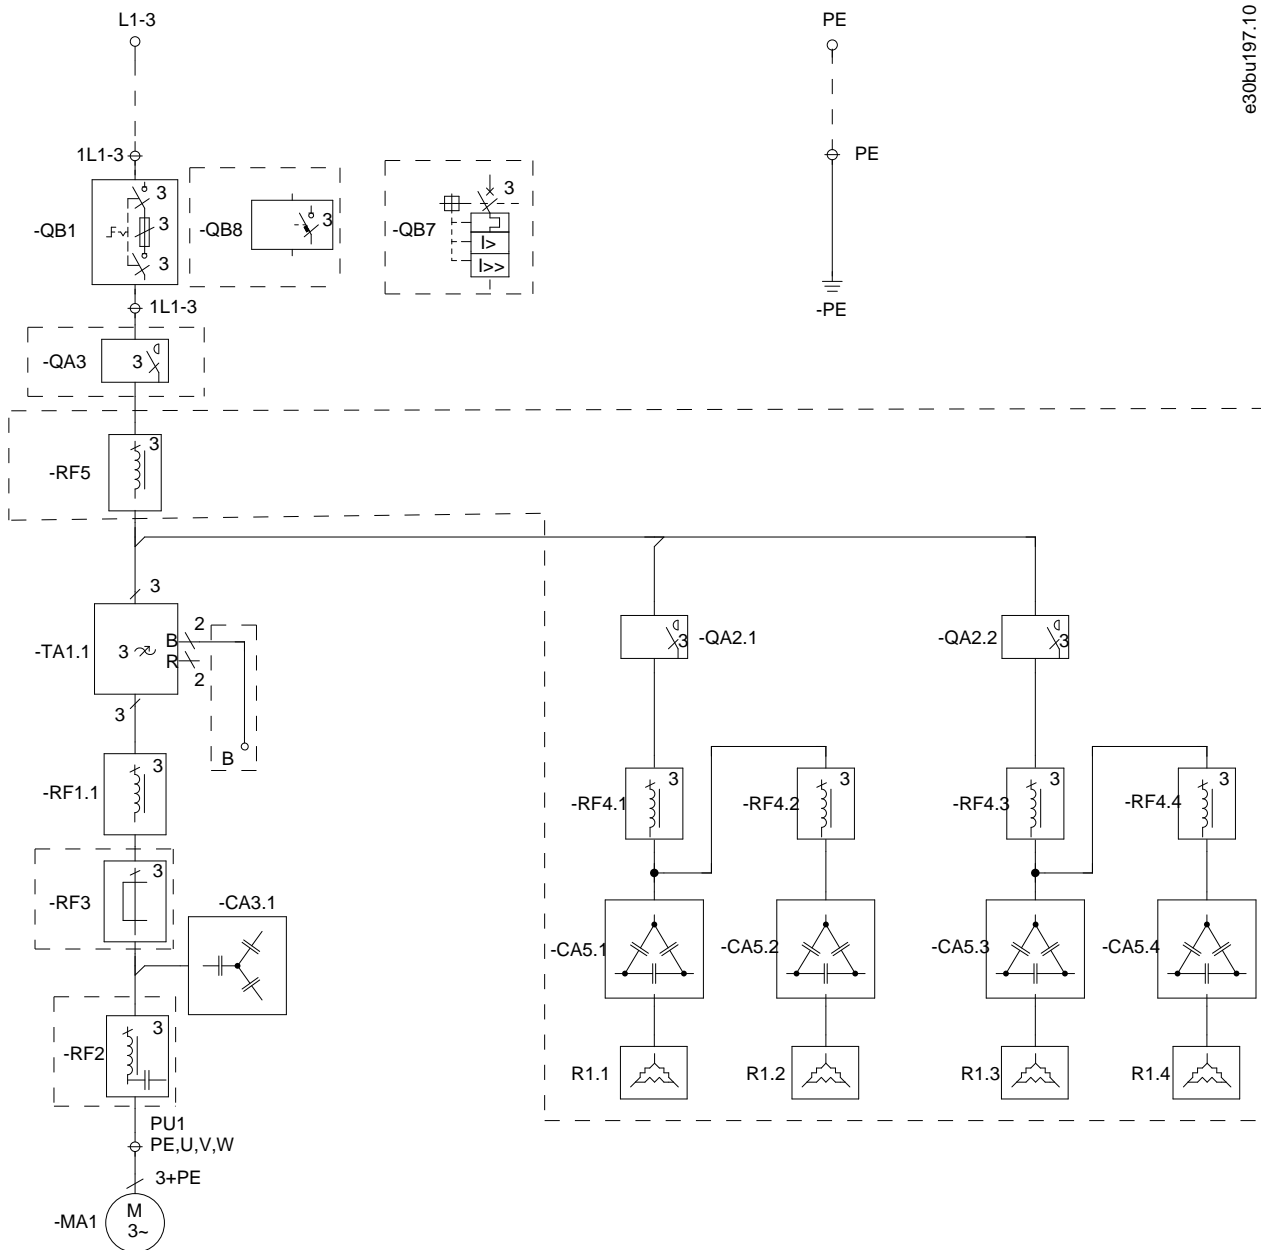 L1-3
PE
e30bu197.10
1L1-3
PE
-QB1
3
3
3
-QB8
3
-QB7
3
I>
I>>
1L1-3
-PE
-QA3
3
-RF5
3
3
-TA1.1
3
B
R
2
2
B
3
-QA2.1
3
-QA2.2
3
-RF1.1
3
-RF4.1
3
-RF4.2
3
-RF4.3
3
-RF4.4
3
-RF3
3
-CA3.1
-CA5.1
-CA5.2
-CA5.3
-CA5.4
-RF2
3
R1.1
R1.2
R1.3
R1.4
PU1
PE,U,V,W
3+PE
-MA1
M
3~